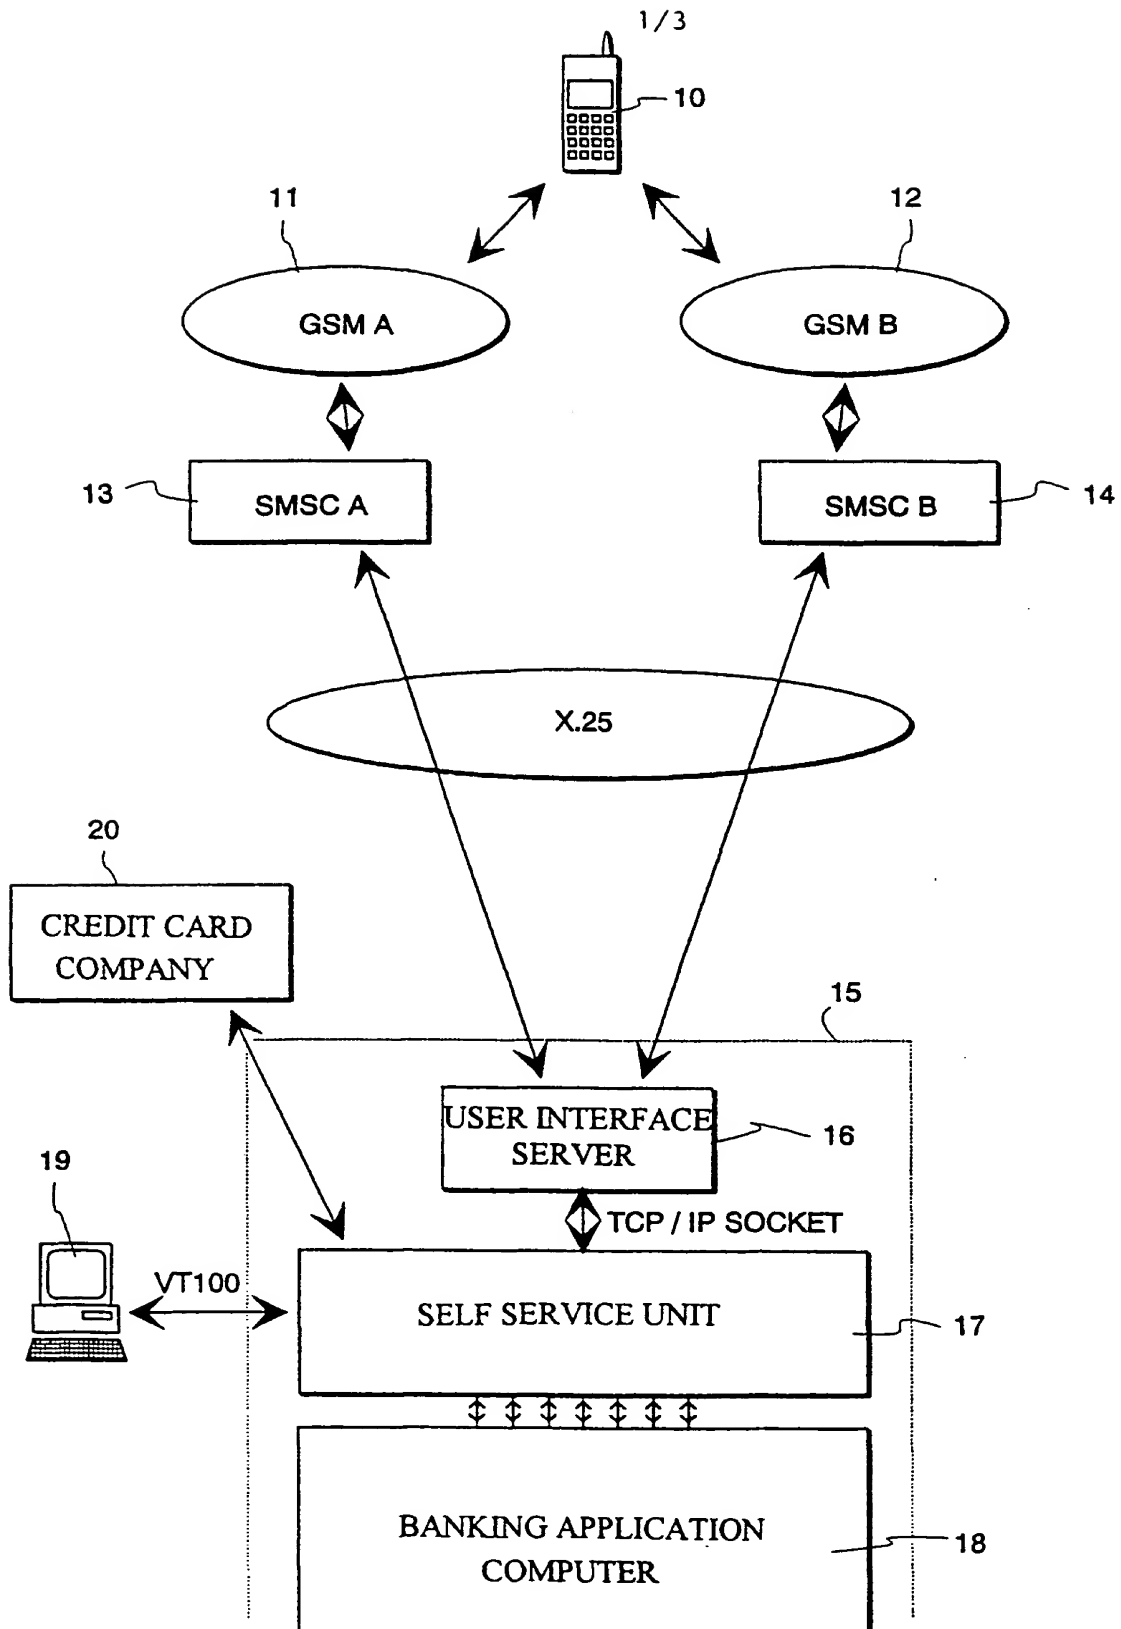 1/3
10
11
12
GSM A
GSM B
13
SMSC A
SMSC B
14
X.25
20
CREDIT CARD
COMPANY
15
USER INTERFACE
SERVER
16
19
TCP / IP SOCKET
VT100
SELF SERVICE UNIT
17
BANKING APPLICATION
COMPUTER
18